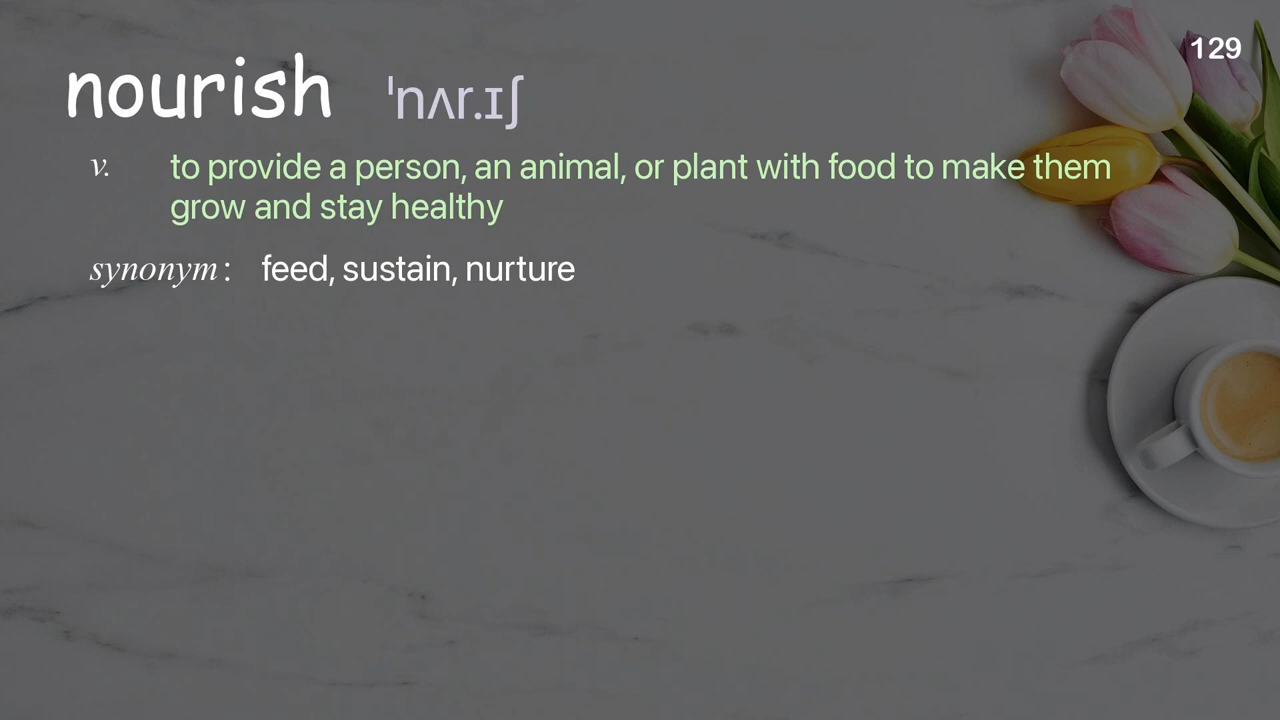 129
nourish ˈnʌr.ɪʃ
v. to provide a person, an animal, or plant with food to make them
grow and stay healthy
synonym: feed, sustain, nurture